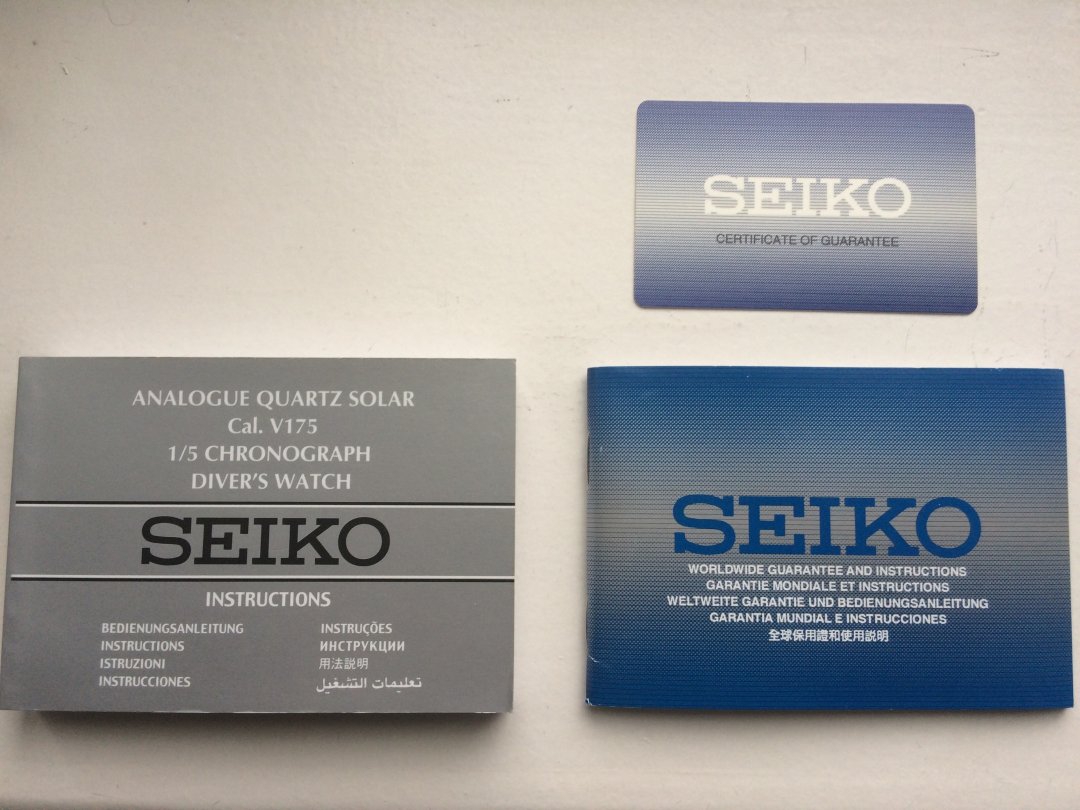 SEIKO
CERTIFICATE OF GUARANTEE
ANALOGUE QUARTZ SOLAR
Cal. V175
1/5 CHRONOGRAPH
DIVER'S WATCH
SEIKO
INSTRUCTIONS
BEDIENUNGSANLEITUNG
INSTRUCTIONS
ISTRUZIONI
INSTRUCCIONES
INSTRUÇÕES
ИНСТРУКЦИИ
用法説明
تعليمات التشغيل
SEIKO
WORLDWIDE GUARANTEE AND INSTRUCTIONS
GARANTIE MONDIALE ET INSTRUCTIONS
WELTWEITE GARANTIE UND BEDIENUNGSANLEITUNG
GARANTIA MUNDIAL E INSTRUCCIONES
全球保用證和使用説明